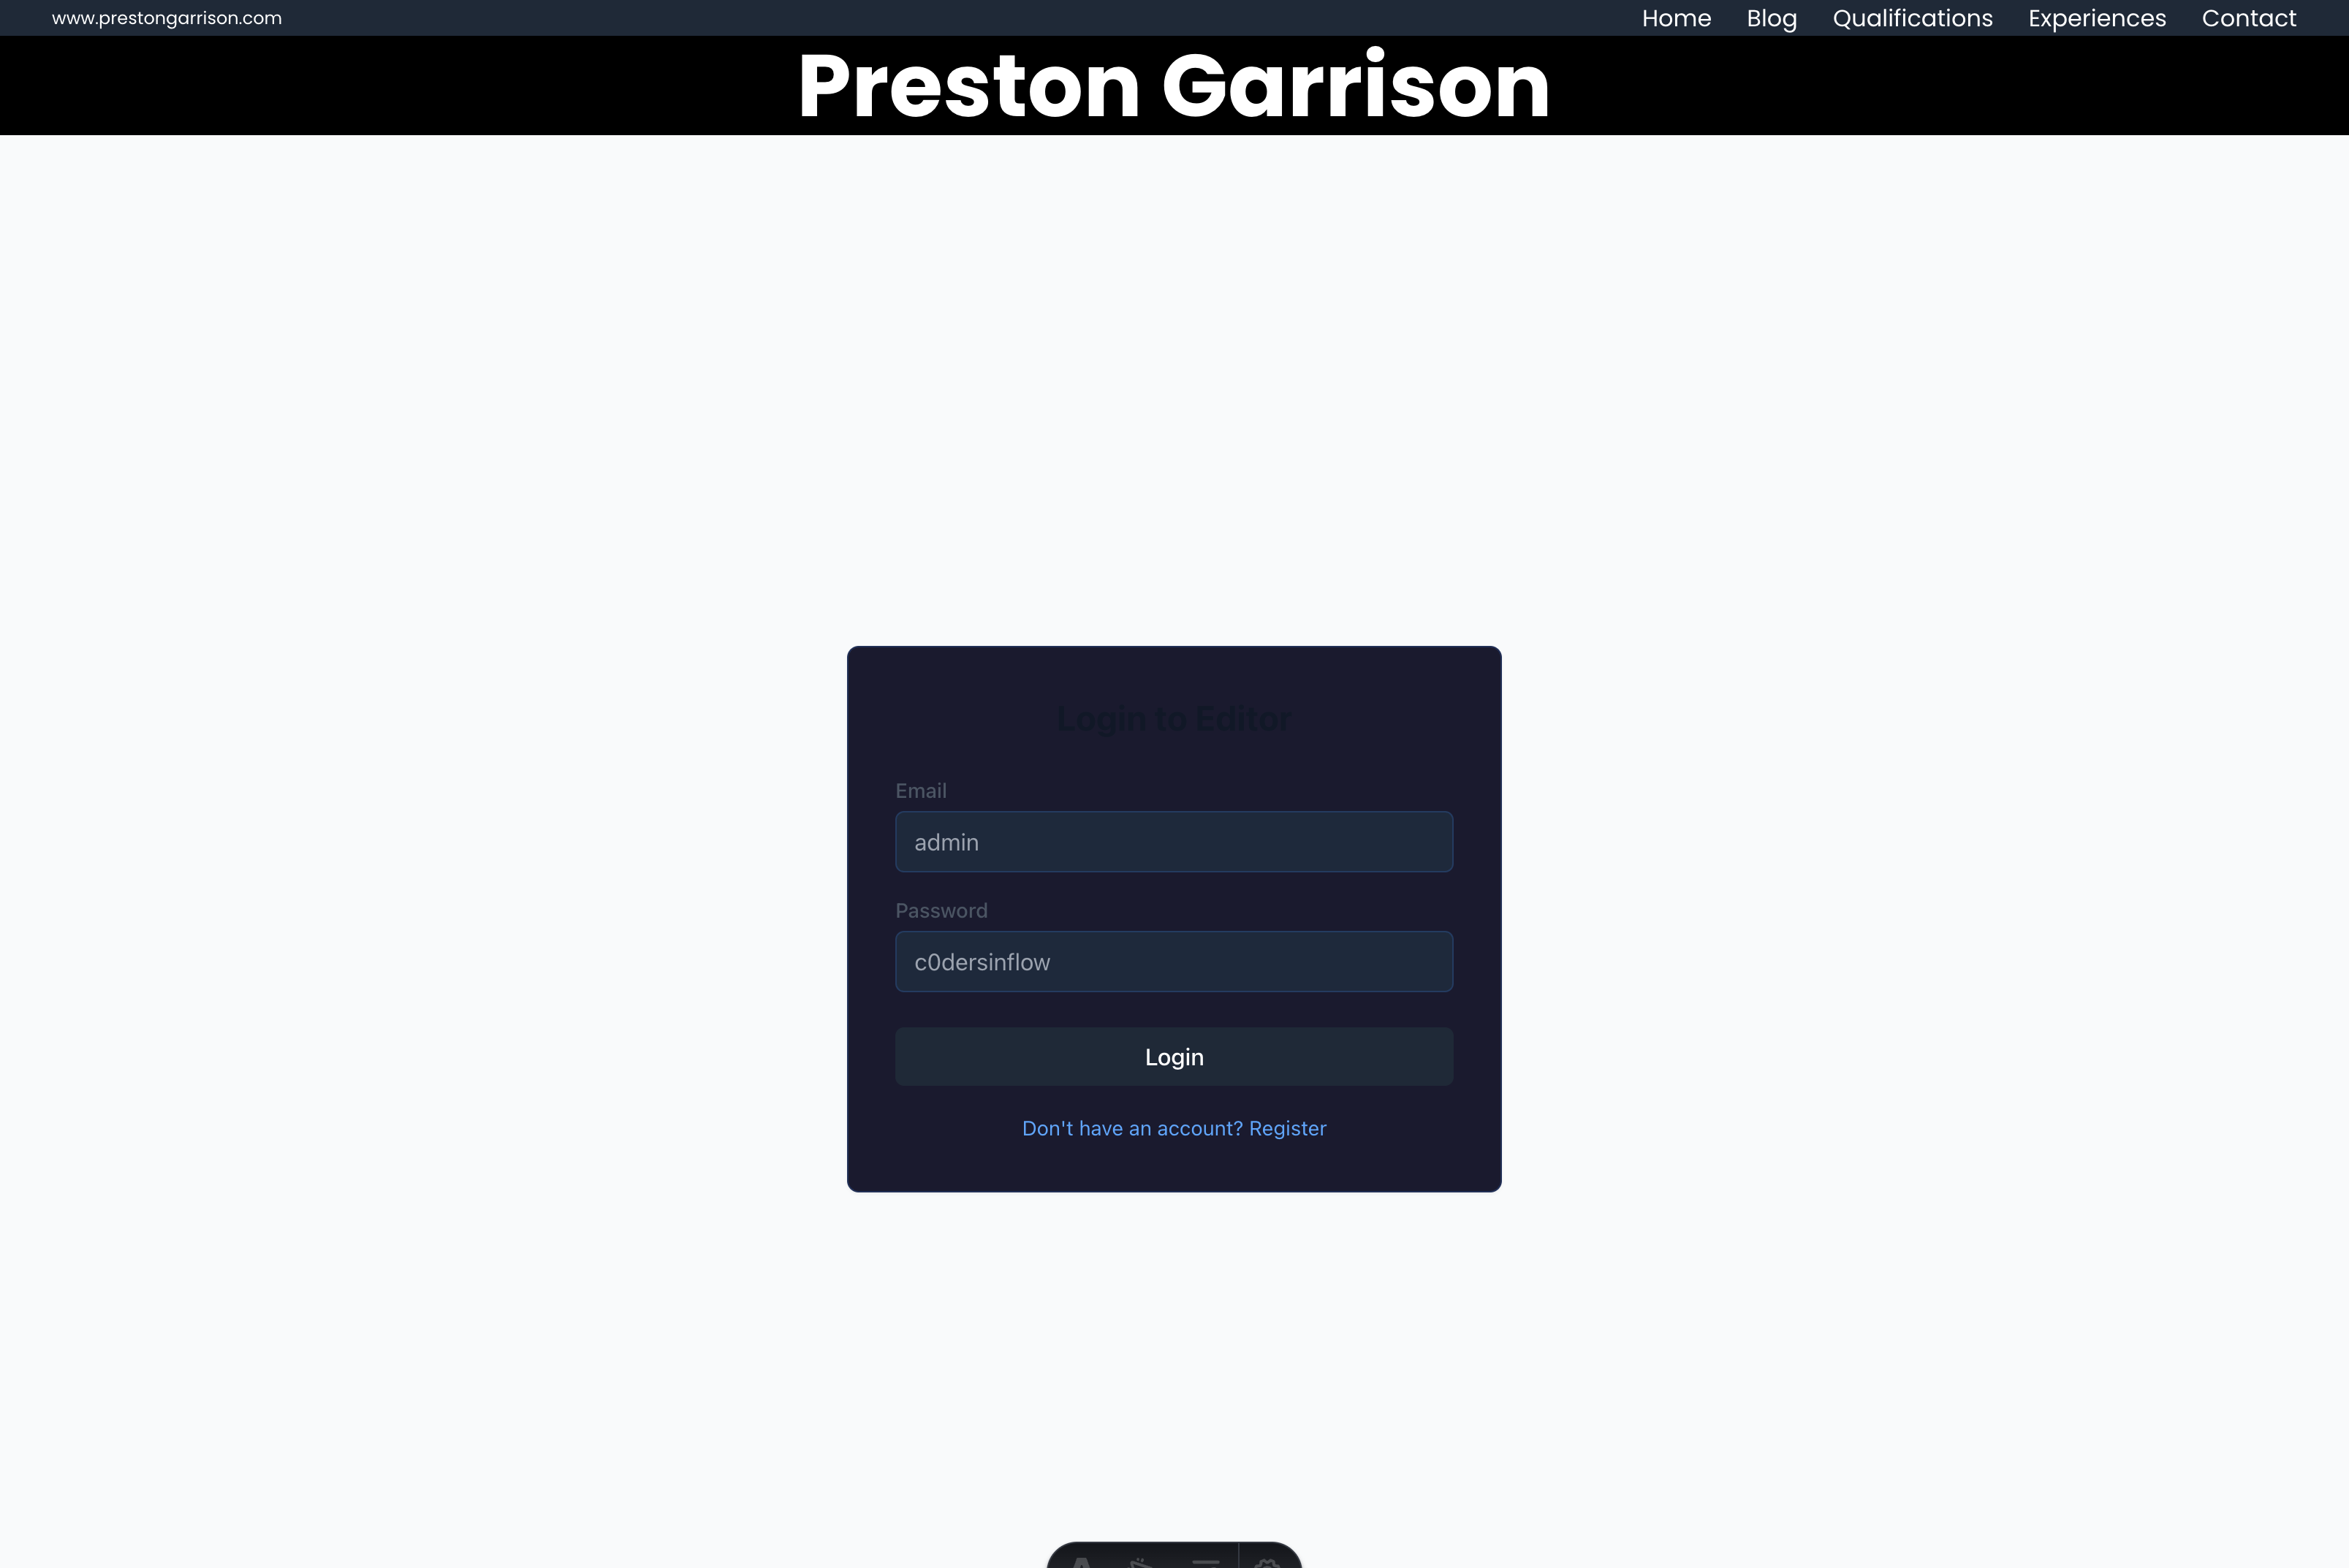 www.prestongarrison.com
Home Blog Qualifications Experiences Contact
Preston Garrison
Login to Editor
Email
admin
Password
c0dersinflow
Login
Don't have an account? Register